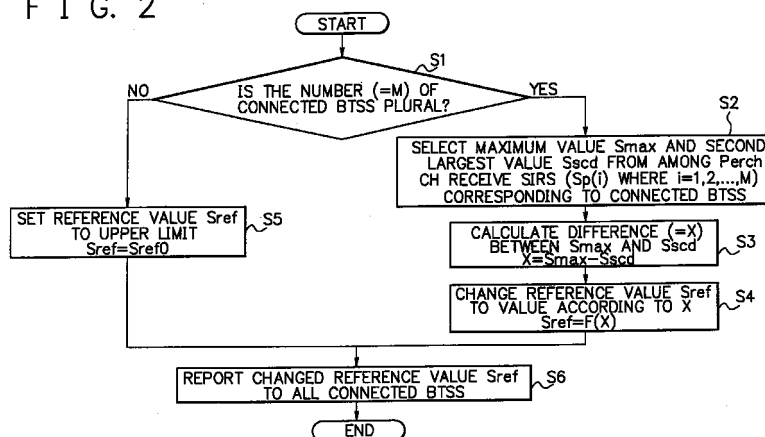 F I G. 2
START
S1
IS THE NUMBER (=M) OF
CONNECTED BTSS PLURAL?
NO
YES
S2
SELECT MAXIMUM VALUE Smax AND SECOND
LARGEST VALUE Sscd FROM AMONG Perch
CH RECEIVE SIRS (Sp(i) WHERE i=1,2,...,M)
CORRESPONDING TO CONNECTED BTSS
SET REFERENCE VALUE Sref
TO UPPER LIMIT
Sref=Sref0
S5
CALCULATE DIFFERENCE (=X)
BETWEEN Smax AND Sscd
X=Smax-Sscd
S3
CHANGE REFERENCE VALUE Sref
TO VALUE ACCORDING TO X
Sref=F(X)
S4
REPORT CHANGED REFERENCE VALUE Sref
TO ALL CONNECTED BTSS
S6
END